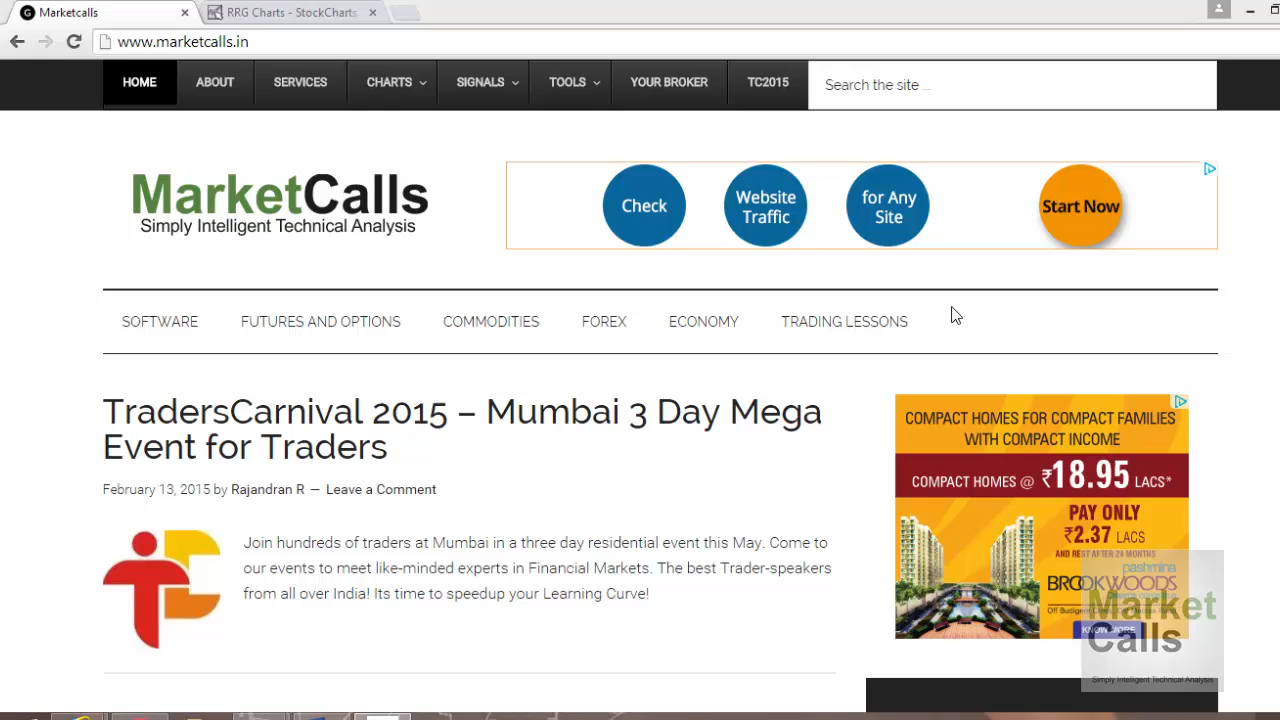 Marketcalls
RRG Charts - StockCharts.
www.marketcalls.in
HOME ABOUT SERVICES CHARTS SIGNALS TOOLS YOUR BROKER TC2015 Search the site ...
MarketCalls
Simply Intelligent Technical Analysis
Check Website Traffic for Any Site Start Now
SOFTWARE FUTURES AND OPTIONS COMMODITIES FOREX ECONOMY TRADING LESSONS
TradersCarnival 2015 – Mumbai 3 Day Mega
Event for Traders
February 13, 2015 by Rajandran R — Leave a Comment
Join hundreds of traders at Mumbai in a three day residential event this May. Come to
our events to meet like-minded experts in Financial Markets. The best Trader-speakers
from all over India! Its time to speedup your Learning Curve!
COMPACT HOMES FOR COMPACT FAMILIES
WITH COMPACT INCOME
COMPACT HOMES @ ₹18.95 LACS*
PAY ONLY
₹2.37 LACS
AND REST AFTER 24 MONTHS
pashmina
BROOKWOODS
KNOW MORE
Market
Calls
Simply Intelligent Technical Analysis